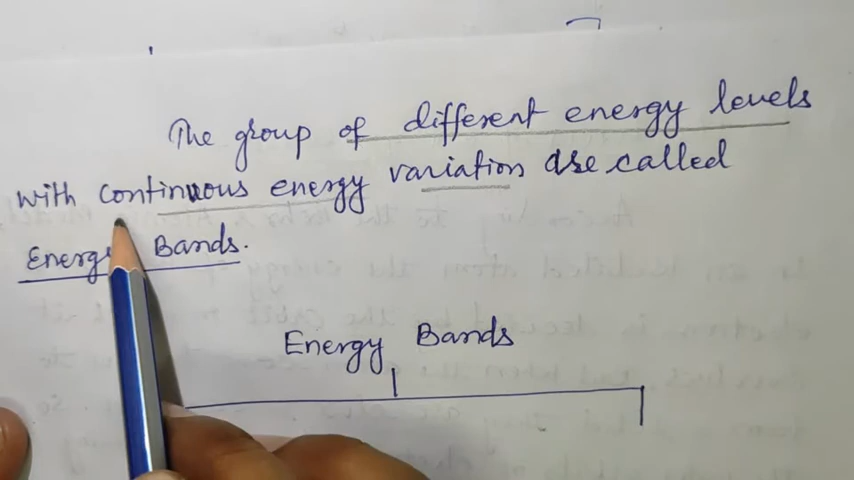 The group of different energy levels
with continuous energy variation are called
Energy Bands.
Energy Bands